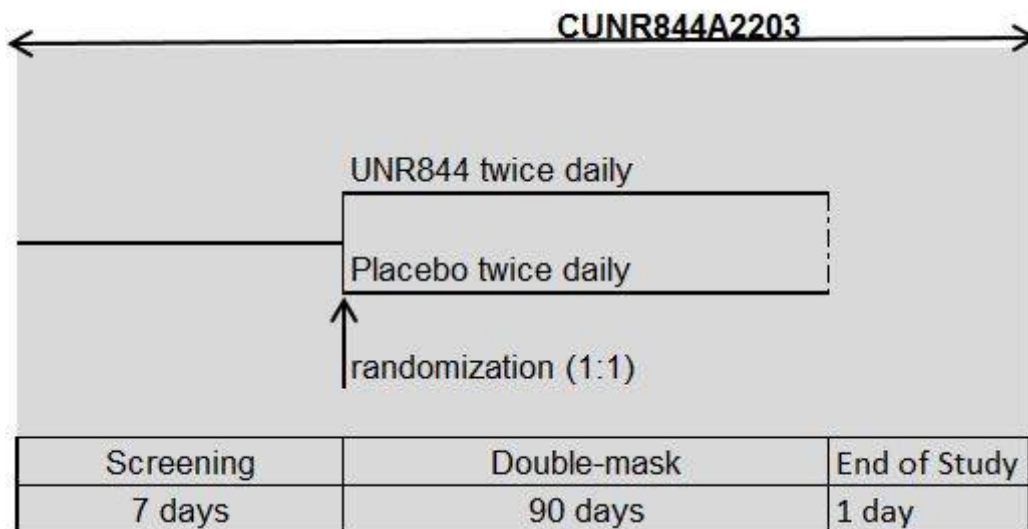 CUNR844A2203
UNR844 twice daily
Placebo twice daily
randomization (1:1)
Screening Double-mask End of Study
7 days 90 days 1 day